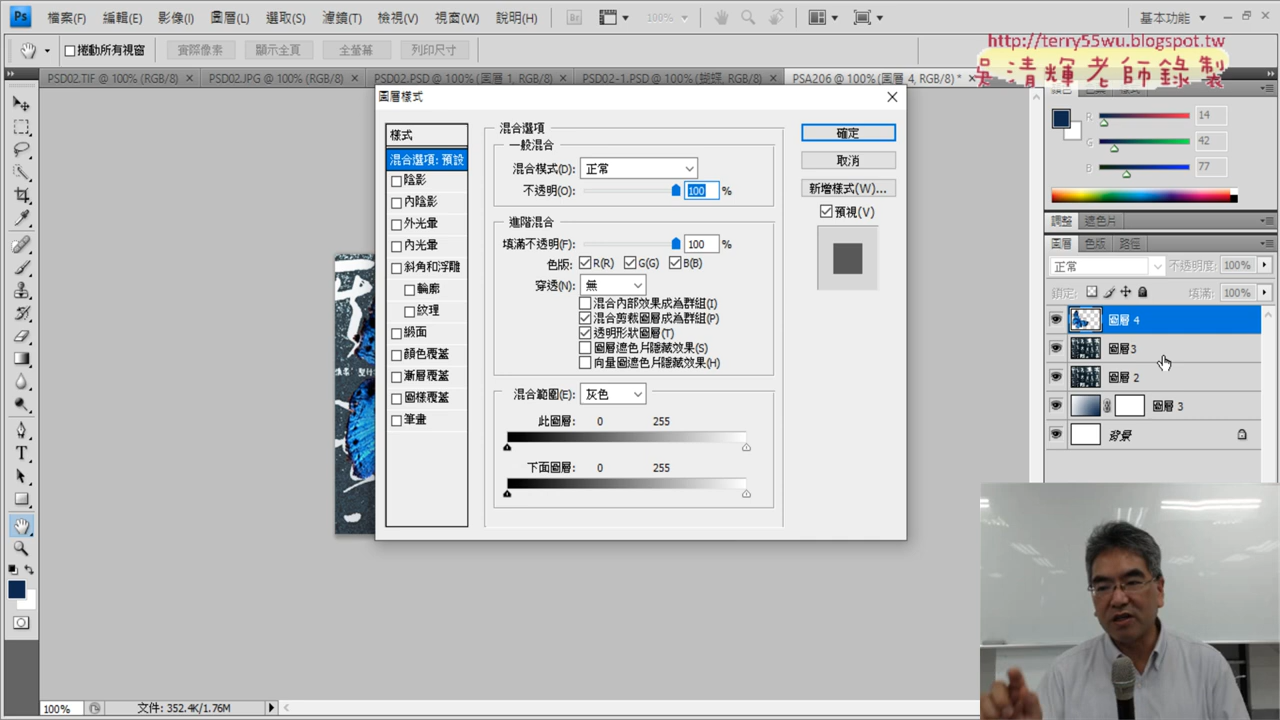 檔案(F) 編輯(E) 影像(I) 圖層(L) 選取(S) 濾鏡(T) 檢視(V) 視窗(W) 說明(H) 100% 基本功能
http://terry55wu.blogspot.tw
吳清輝老師錄製
捲動所有視窗 實際像素 顯示全頁 全螢幕 列印尺寸
PSD02.TIF @ 100% (RGB/8) PSD02.JPG @ 100% (RGB/8) PSD02.PSD @ 100% (圖層 1, RGB/8) PSD02-1.PSD @ 100% (蝴蝶, RGB/8) PSA206 @ 100% (圖層 4, RGB/8) *
圖層樣式
樣式
混合選項: 預設
陰影
內陰影
外光暈
內光暈
斜角和浮雕
輪廓
紋理
緞面
顏色覆蓋
漸層覆蓋
圖樣覆蓋
筆畫
混合選項
一般混合
混合模式(D): 正常
不透明(O): 100 %
進階混合
填滿不透明(F): 100 %
色版: R(R) G(G) B(B)
穿透(N): 無
混合內部效果成為群組(I)
混合剪裁圖層成為群組(P)
透明形狀圖層(T)
圖層遮色片隱藏效果(S)
向量圖遮色片隱藏效果(H)
混合範圍(E): 灰色
此圖層: 0 255
下面圖層: 0 255
確定
取消
新增樣式(W)...
預視(V)
R 14
G 42
B 77
調整 遮色片
圖層 色版 路徑
正常 不透明度: 100%
鎖定: 填滿: 100%
圖層 4
圖層3
圖層 2
圖層 3
背景
100% 文件: 352.4K/1.76M